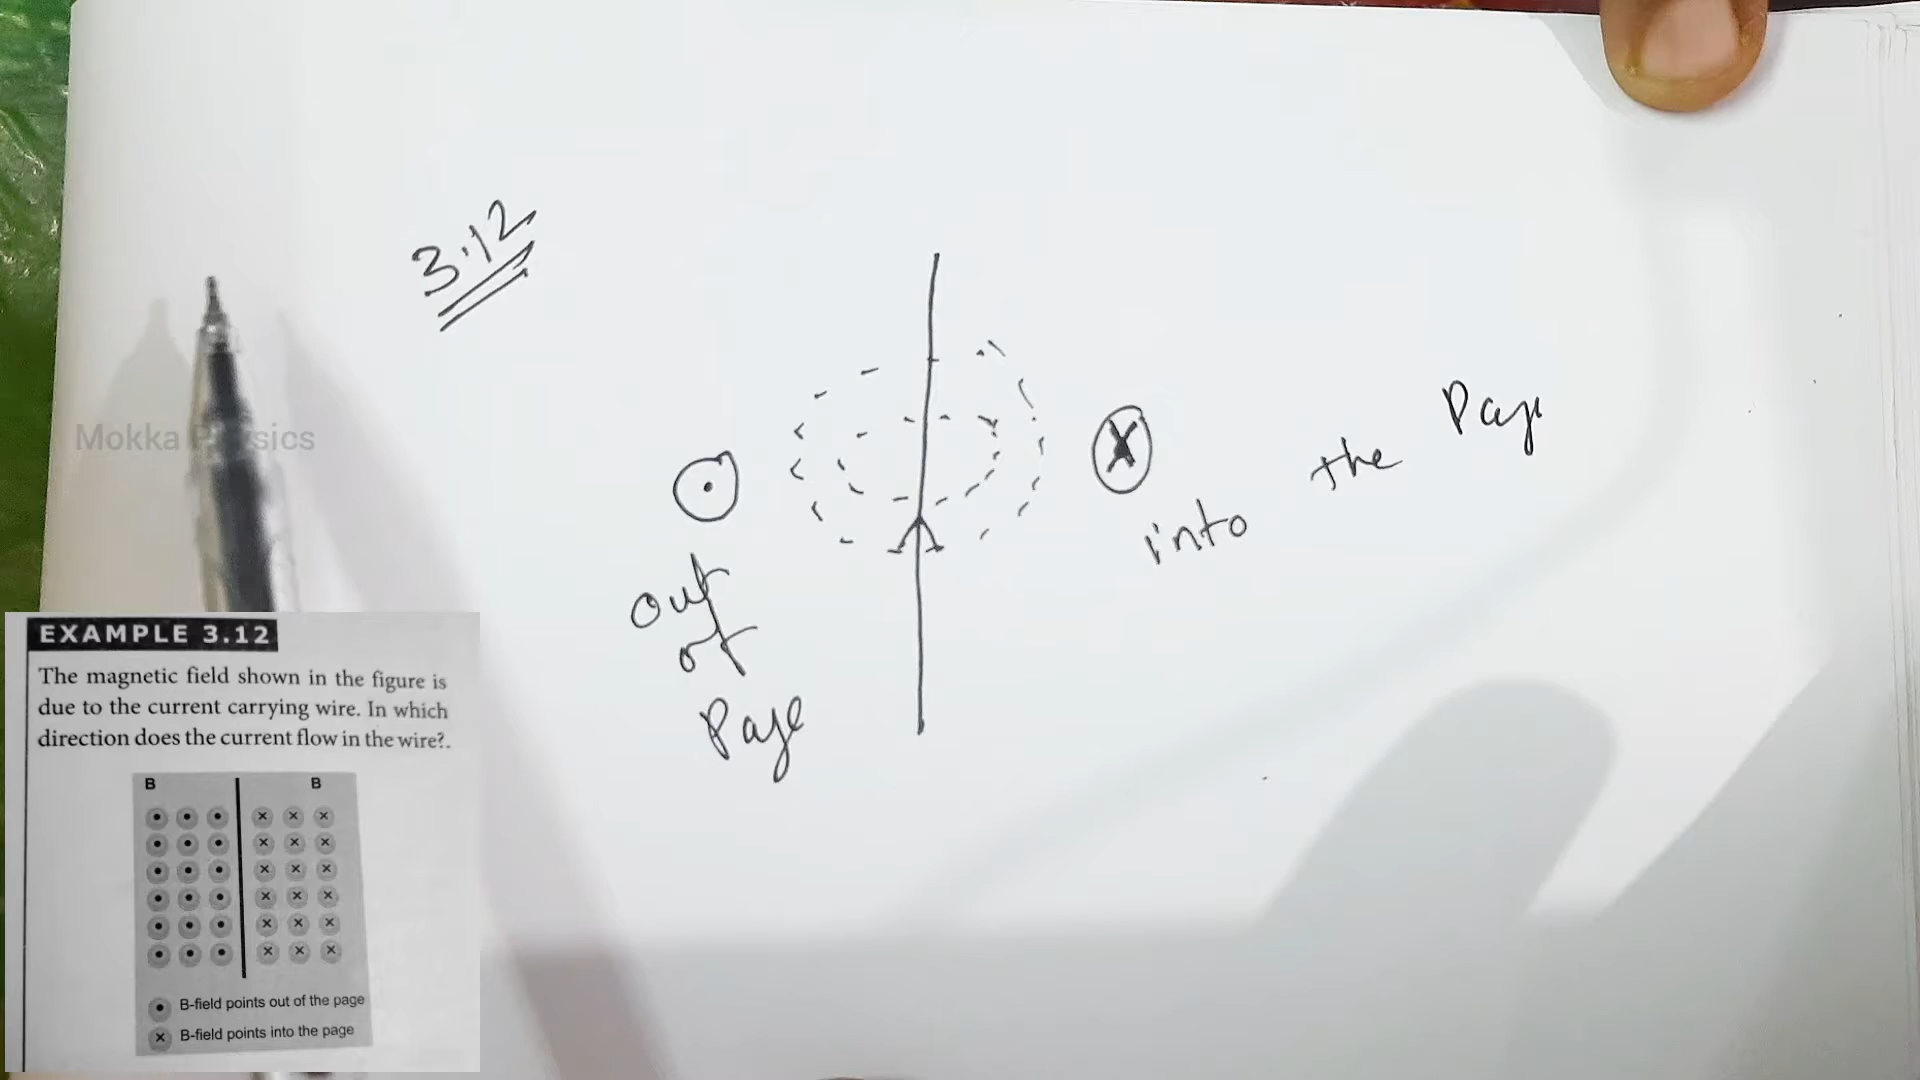 3.12
Mokka Physics
out
of
Page
into the Page
EXAMPLE 3.12
The magnetic field shown in the figure is
due to the current carrying wire. In which
direction does the current flow in the wire?.
B B
B-field points out of the page
B-field points into the page